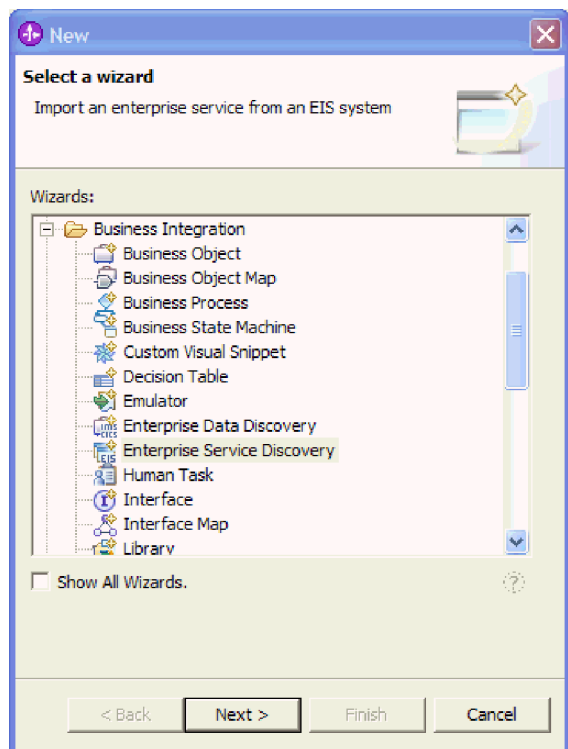 New
Select a wizard
Import an enterprise service from an EIS system
Wizards:
Business Integration
Business Object
Business Object Map
Business Process
Business State Machine
Custom Visual Snippet
Decision Table
Emulator
Enterprise Data Discovery
Enterprise Service Discovery
Human Task
Interface
Interface Map
Library
Show All Wizards.
< Back Next > Finish Cancel